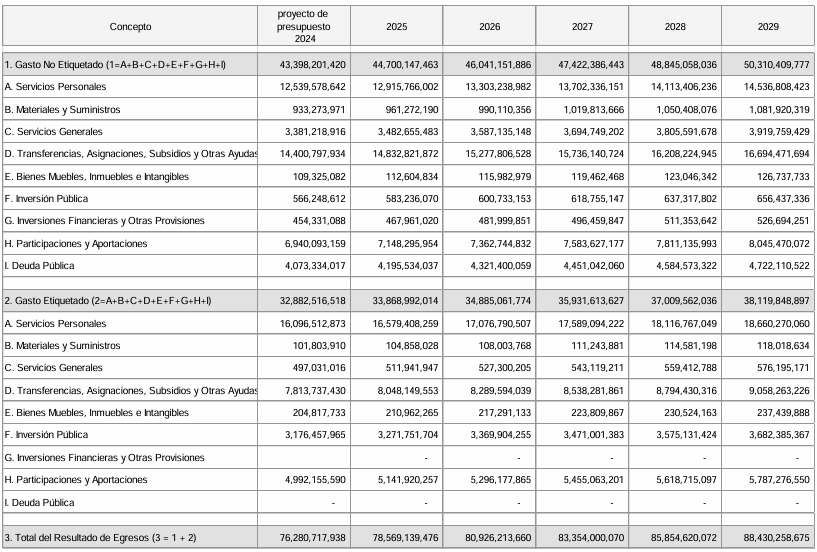 Concepto proyecto de presupuesto 2024 2025 2026 2027 2028 2029
1. Gasto No Etiquetado (1=A+B+C+D+E+F+G+H+I) 43,398,201,420 44,700,147,463 46,041,151,886 47,422,386,443 48,845,058,036 50,310,409,777
A. Servicios Personales 12,539,578,642 12,915,766,002 13,303,238,982 13,702,336,151 14,113,406,236 14,536,808,423
B. Materiales y Suministros 933,273,971 961,272,190 990,110,356 1,019,813,666 1,050,408,076 1,081,920,319
C. Servicios Generales 3,381,218,916 3,482,655,483 3,587,135,148 3,694,749,202 3,805,591,678 3,919,759,429
D. Transferencias, Asignaciones, Subsidios y Otras Ayudas 14,400,797,934 14,832,821,872 15,277,806,528 15,736,140,724 16,208,224,945 16,694,471,694
E. Bienes Muebles, Inmuebles e Intangibles 109,325,082 112,604,834 115,982,979 119,462,468 123,046,342 126,737,733
F. Inversión Pública 566,248,612 583,236,070 600,733,153 618,755,147 637,317,802 656,437,336
G. Inversiones Financieras y Otras Provisiones 454,331,088 467,961,020 481,999,851 496,459,847 511,353,642 526,694,251
H. Participaciones y Aportaciones 6,940,093,159 7,148,295,954 7,362,744,832 7,583,627,177 7,811,135,993 8,045,470,072
I. Deuda Pública 4,073,334,017 4,195,534,037 4,321,400,059 4,451,042,060 4,584,573,322 4,722,110,522
2. Gasto Etiquetado (2=A+B+C+D+E+F+G+H+I) 32,882,516,518 33,868,992,014 34,885,061,774 35,931,613,627 37,009,562,036 38,119,848,897
A. Servicios Personales 16,096,512,873 16,579,408,259 17,076,790,507 17,589,094,222 18,116,767,049 18,660,270,060
B. Materiales y Suministros 101,803,910 104,858,028 108,003,768 111,243,881 114,581,198 118,018,634
C. Servicios Generales 497,031,016 511,941,947 527,300,205 543,119,211 559,412,788 576,195,171
D. Transferencias, Asignaciones, Subsidios y Otras Ayudas 7,813,737,430 8,048,149,553 8,289,594,039 8,538,281,861 8,794,430,316 9,058,263,226
E. Bienes Muebles, Inmuebles e Intangibles 204,817,733 210,962,265 217,291,133 223,809,867 230,524,163 237,439,888
F. Inversión Pública 3,176,457,965 3,271,751,704 3,369,904,255 3,471,001,383 3,575,131,424 3,682,385,367
G. Inversiones Financieras y Otras Provisiones - - - - -
H. Participaciones y Aportaciones 4,992,155,590 5,141,920,257 5,296,177,865 5,455,063,201 5,618,715,097 5,787,276,550
I. Deuda Pública - - - - - -
3. Total del Resultado de Egresos (3 = 1 + 2) 76,280,717,938 78,569,139,476 80,926,213,660 83,354,000,070 85,854,620,072 88,430,258,675